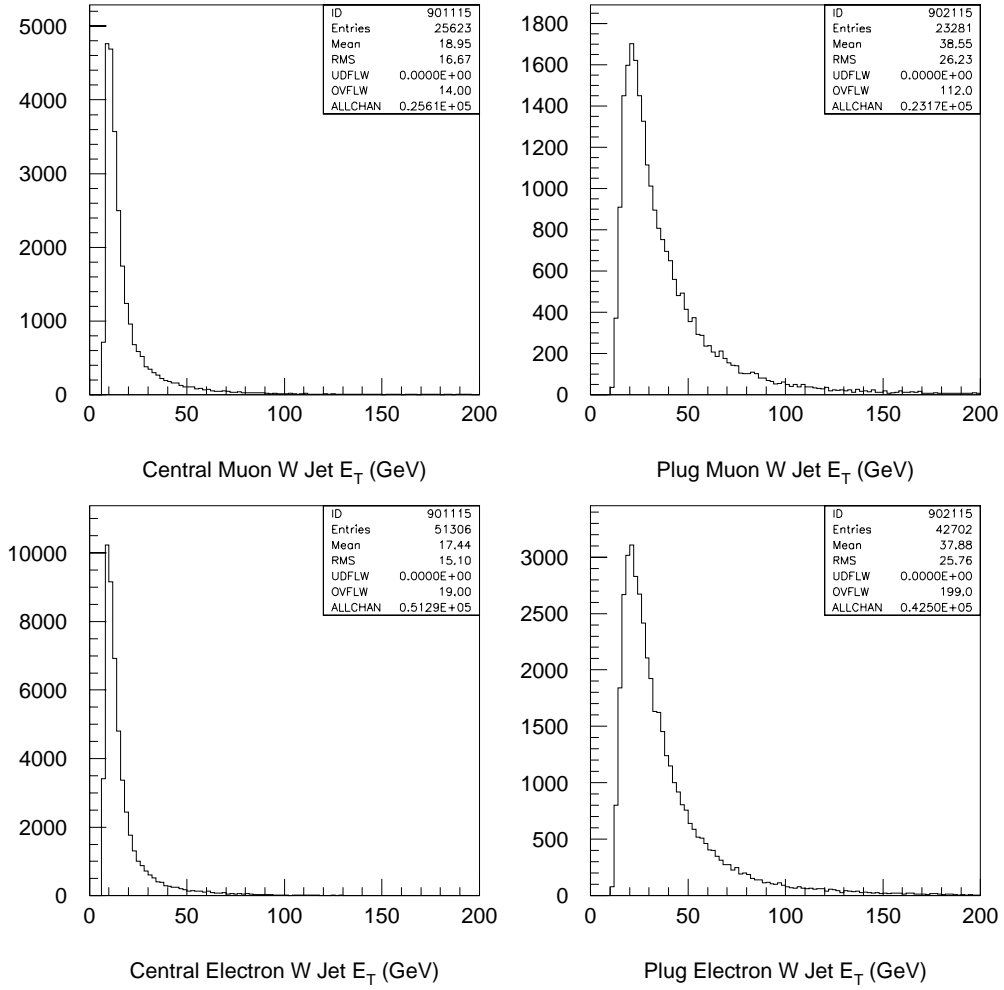 ID 901115
Entries 25623
Mean 18.95
RMS 16.67
UDFLW 0.0000E+00
OVFLW 14.00
ALLCHAN 0.2561E+05
5000
4000
3000
2000
1000
0
0 50 100 150 200
Central Muon W Jet E_T (GeV)
ID 902115
Entries 23281
Mean 38.55
RMS 26.23
UDFLW 0.0000E+00
OVFLW 112.0
ALLCHAN 0.2317E+05
1800
1600
1400
1200
1000
800
600
400
200
0
0 50 100 150 200
Plug Muon W Jet E_T (GeV)
ID 901115
Entries 51306
Mean 17.44
RMS 15.10
UDFLW 0.0000E+00
OVFLW 19.00
ALLCHAN 0.5129E+05
10000
8000
6000
4000
2000
0
0 50 100 150 200
Central Electron W Jet E_T (GeV)
ID 902115
Entries 42702
Mean 37.88
RMS 25.76
UDFLW 0.0000E+00
OVFLW 199.0
ALLCHAN 0.4250E+05
3000
2500
2000
1500
1000
500
0
0 50 100 150 200
Plug Electron W Jet E_T (GeV)